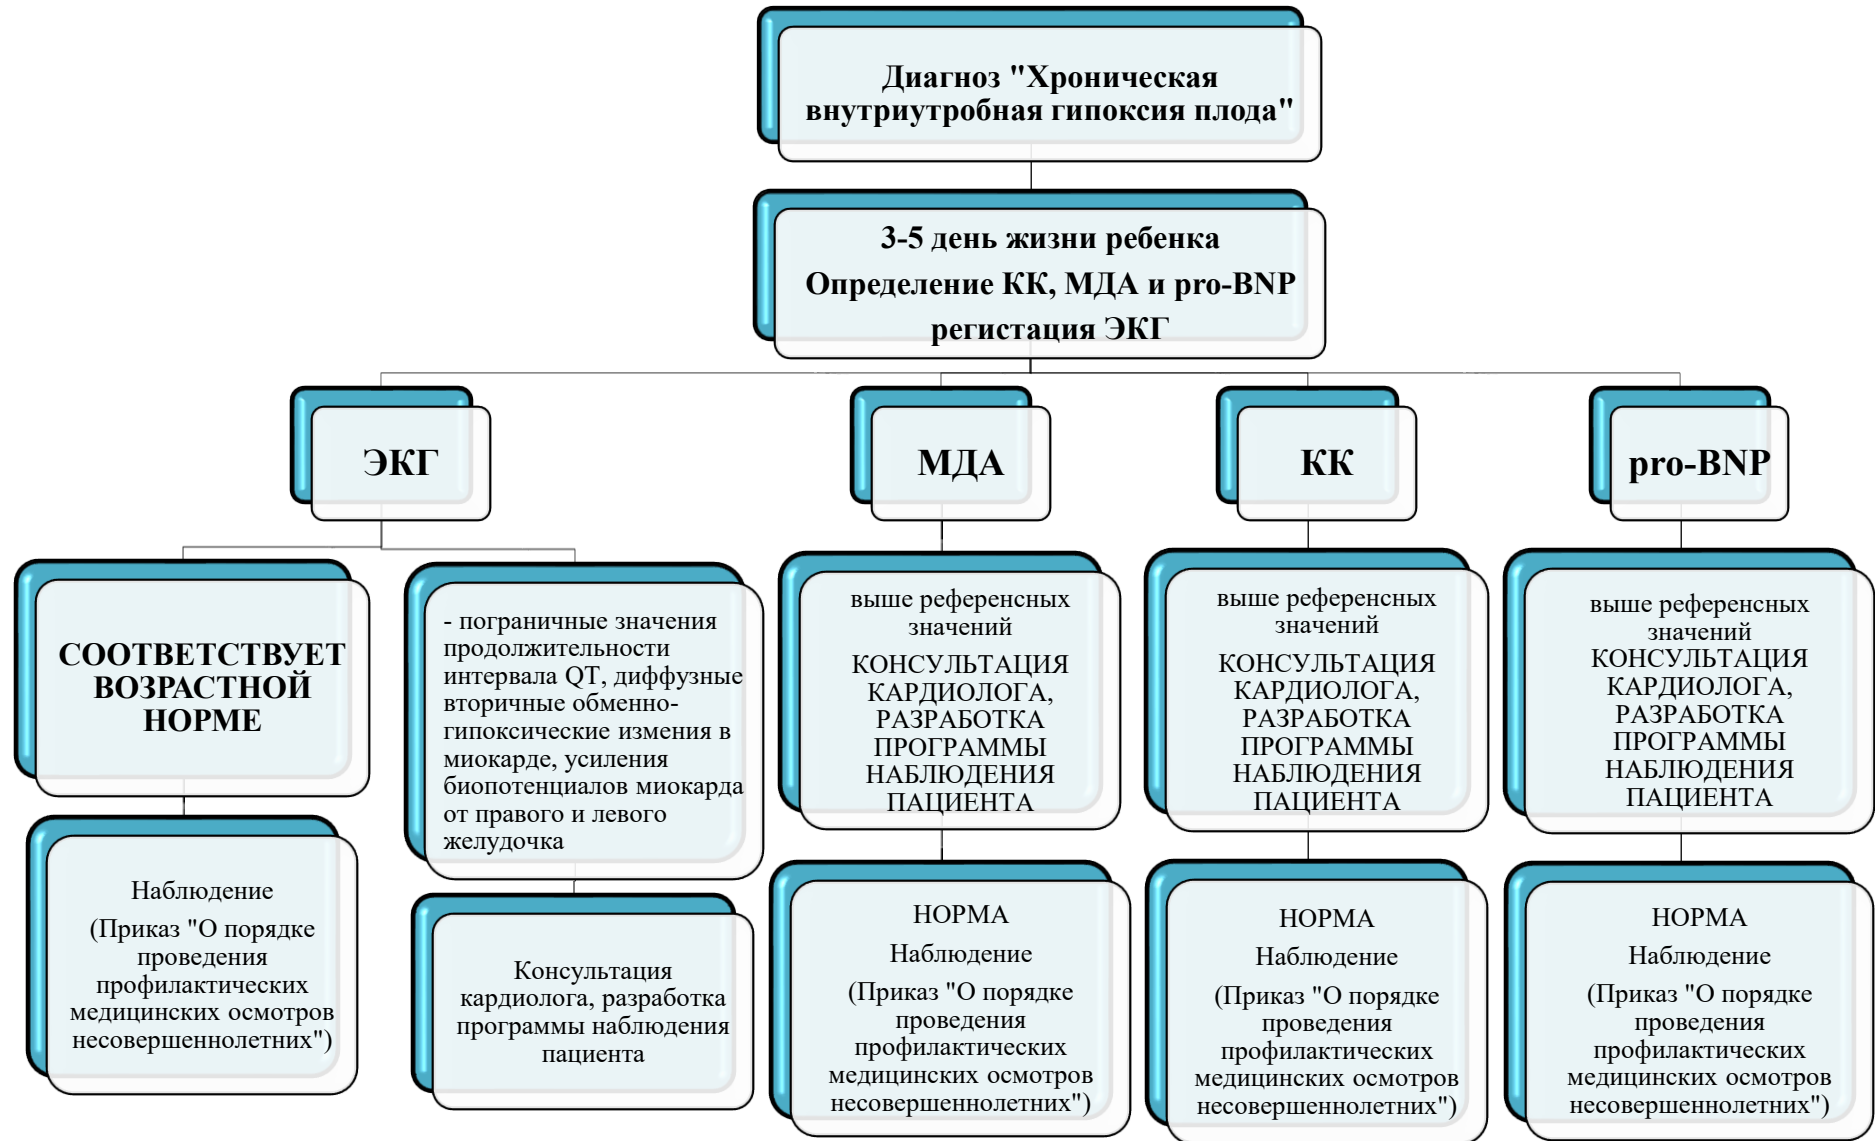 Диагноз "Хроническая
внутриутробная гипоксия плода"
3-5 день жизни ребенка
Определение КК, МДА и pro-BNP
регистация ЭКГ
ЭКГ
МДА
КК
pro-BNP
СООТВЕТСТВУЕТ
ВОЗРАСТНОЙ
НОРМЕ
Наблюдение
(Приказ "О порядке
проведения
профилактических
медицинских осмотров
несовершеннолетних")
- пограничные значения
продолжительности
интервала QT, диффузные
вторичные обменно-
гипоксические измения в
миокарде, усиления
биопотенциалов миокарда
от правого и левого
желудочка
Консультация
кардиолога, разработка
программы наблюдения
пациента
выше референсных
значений
КОНСУЛЬТАЦИЯ
КАРДИОЛОГА,
РАЗРАБОТКА
ПРОГРАММЫ
НАБЛЮДЕНИЯ
ПАЦИЕНТА
НОРМА
Наблюдение
(Приказ "О порядке
проведения
профилактических
медицинских осмотров
несовершеннолетних")
выше референсных
значений
КОНСУЛЬТАЦИЯ
КАРДИОЛОГА,
РАЗРАБОТКА
ПРОГРАММЫ
НАБЛЮДЕНИЯ
ПАЦИЕНТА
НОРМА
Наблюдение
(Приказ "О порядке
проведения
профилактических
медицинских осмотров
несовершеннолетних")
выше референсных
значений
КОНСУЛЬТАЦИЯ
КАРДИОЛОГА,
РАЗРАБОТКА
ПРОГРАММЫ
НАБЛЮДЕНИЯ
ПАЦИЕНТА
НОРМА
Наблюдение
(Приказ "О порядке
проведения
профилактических
медицинских осмотров
несовершеннолетних")